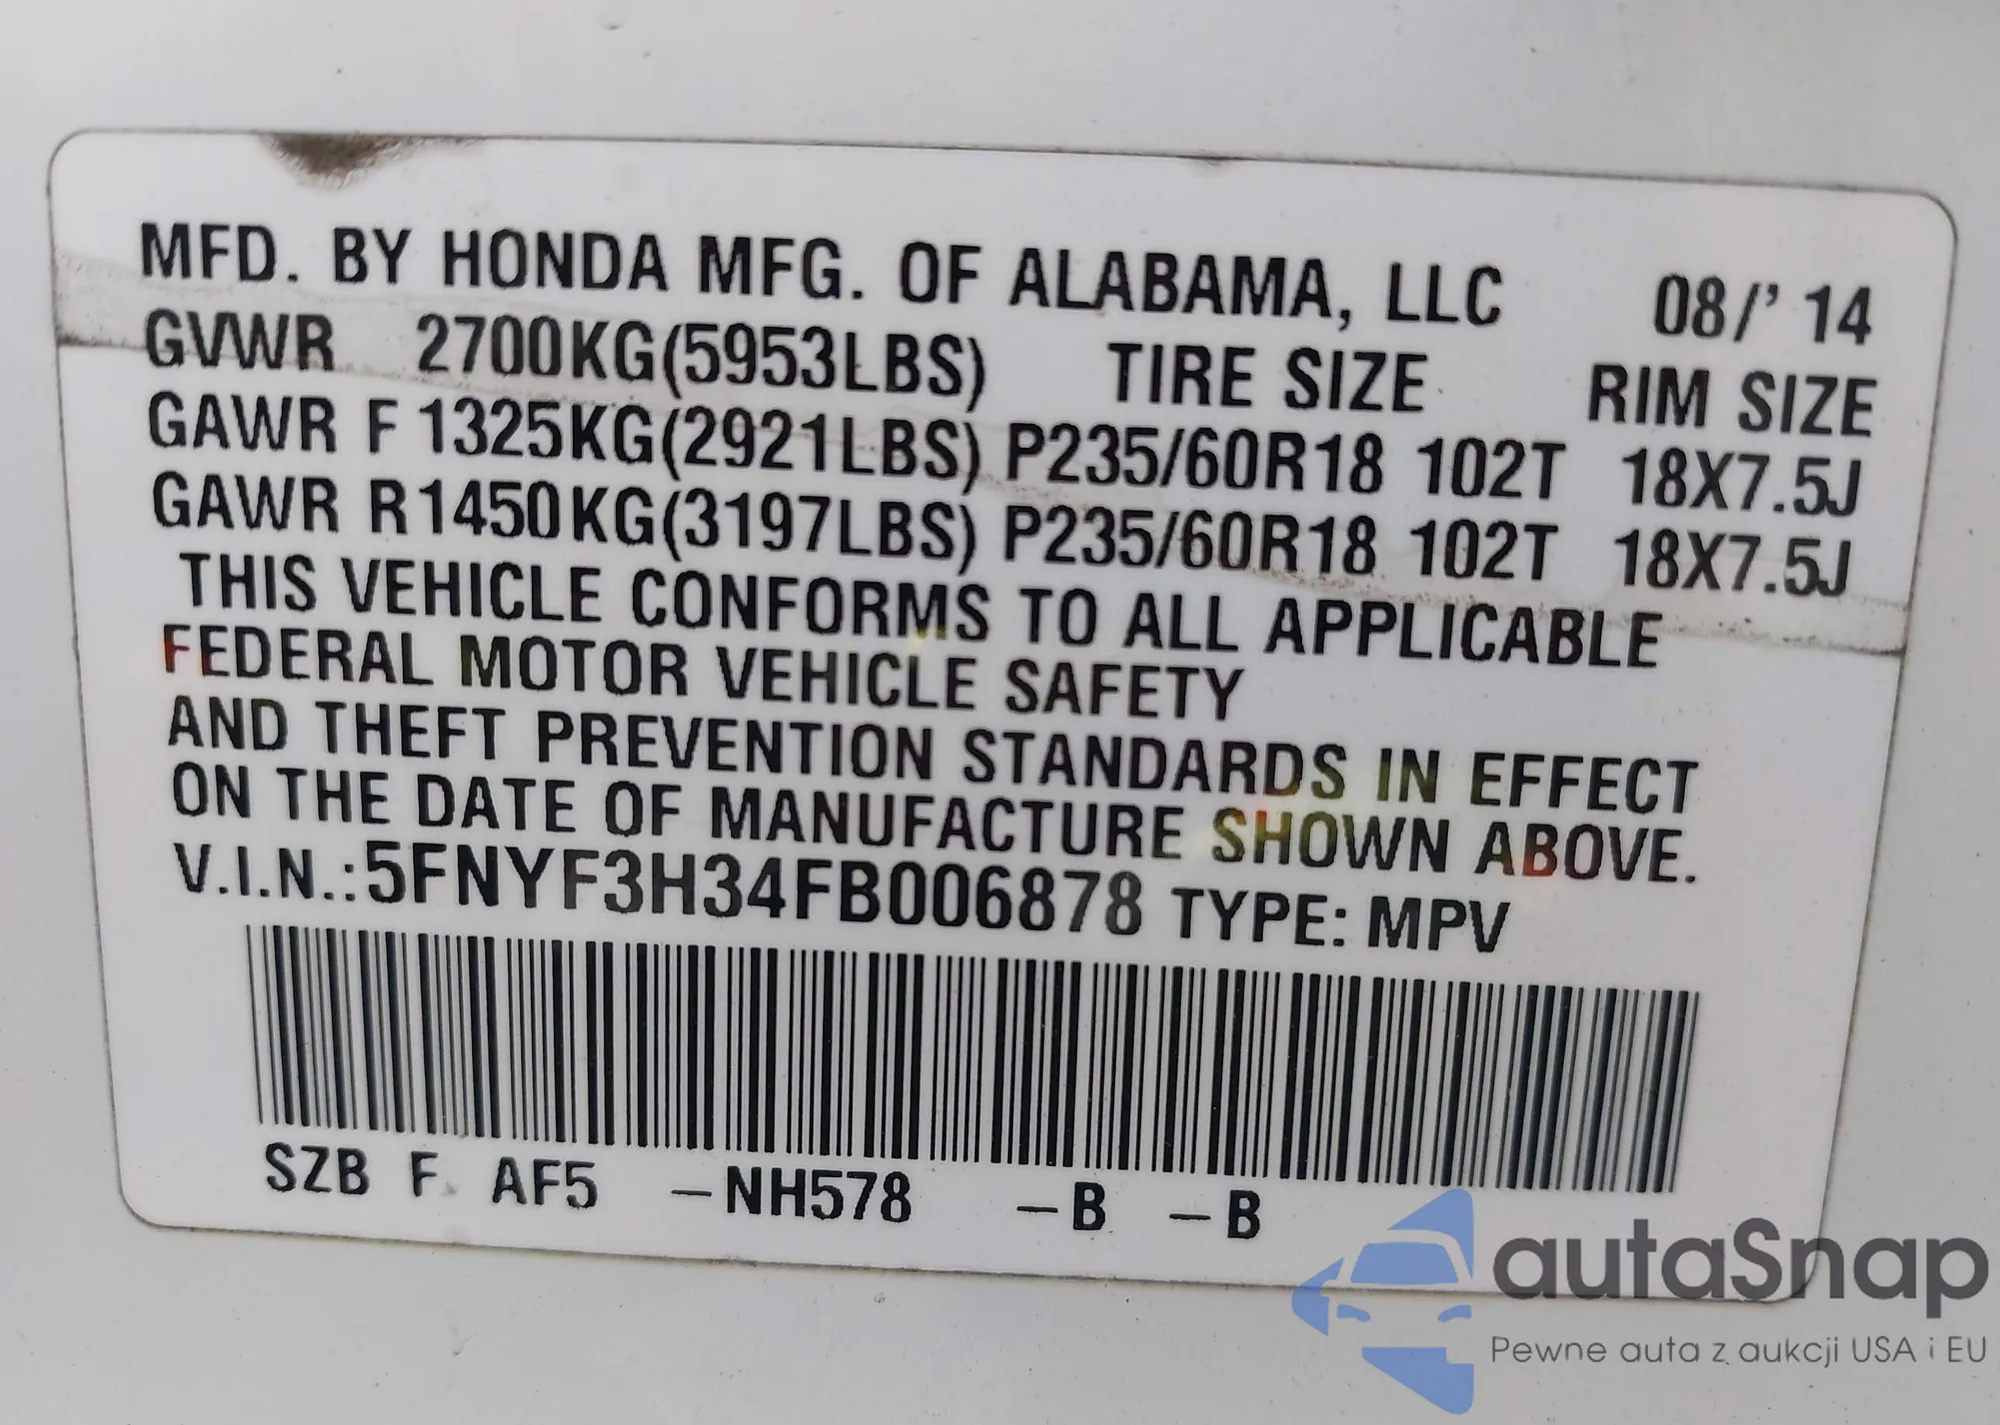 MFD. BY HONDA MFG. OF ALABAMA, LLC 08/’ 14
GVWR 2700KG(5953LBS) TIRE SIZE RIM SIZE
GAWR F 1325KG(2921LBS) P235/60R18 102T 18X7.5J
GAWR R1450KG(3197LBS) P235/60R18 102T 18X7.5J
THIS VEHICLE CONFORMS TO ALL APPLICABLE
FEDERAL MOTOR VEHICLE SAFETY
AND THEFT PREVENTION STANDARDS IN EFFECT
ON THE DATE OF MANUFACTURE SHOWN ABOVE.
V.I.N.:5FNYF3H34FB006878 TYPE: MPV
SZB F AF5 –NH578 –B –B
autaSnap
Pewne auta z aukcji USA i EU